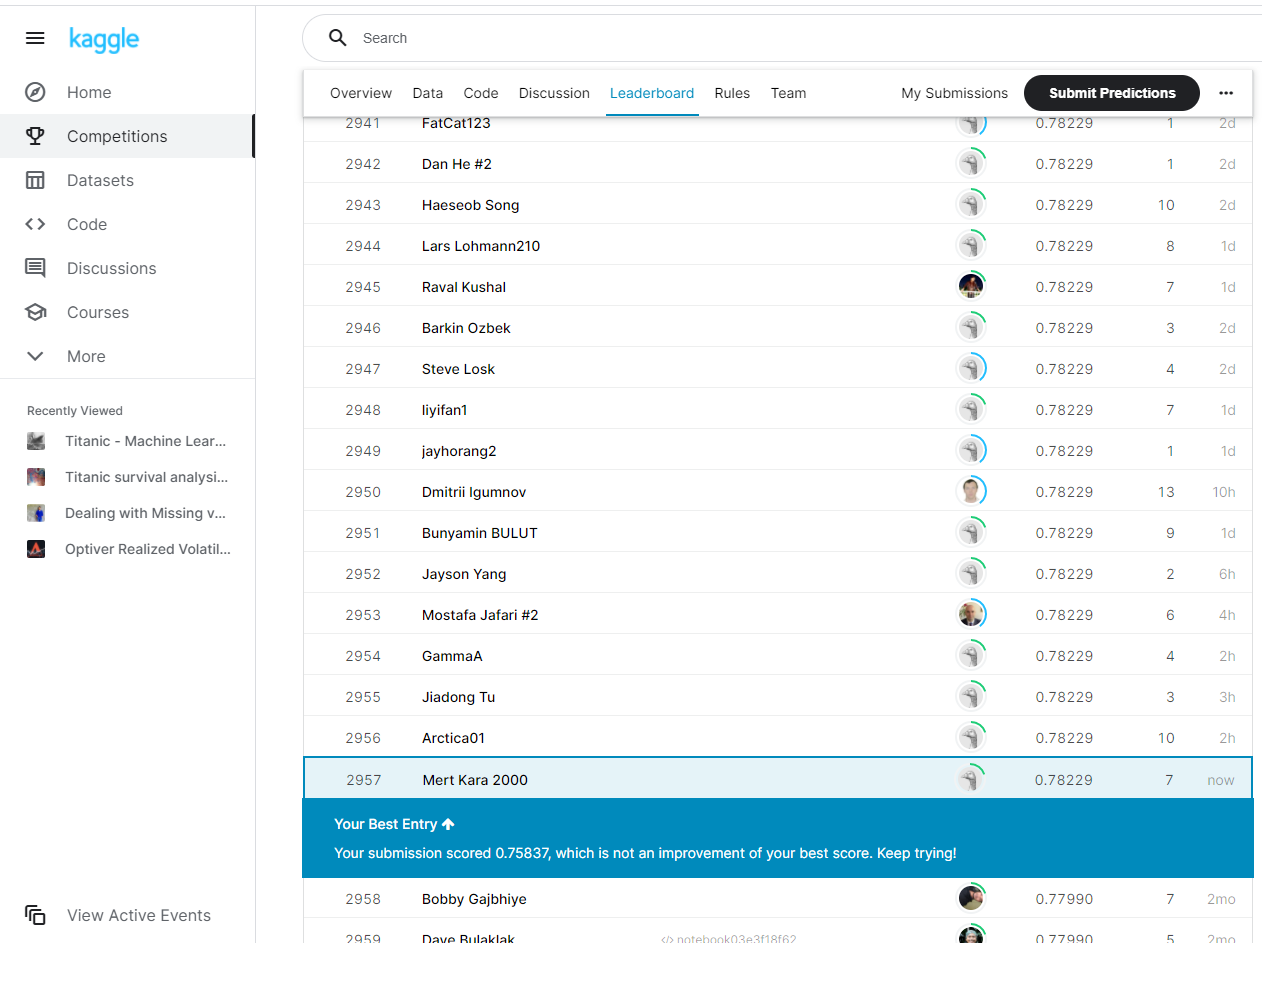 kaggle
Search
Home
Competitions
Datasets
Code
Discussions
Courses
More
Recently Viewed
Titanic - Machine Lear...
Titanic survival analysi...
Dealing with Missing v...
Optiver Realized Volatil...
View Active Events
Overview Data Code Discussion Leaderboard Rules Team My Submissions Submit Predictions
2941 FatCat123 0.78229 1 2d
2942 Dan He #2 0.78229 1 2d
2943 Haeseob Song 0.78229 10 2d
2944 Lars Lohmann210 0.78229 8 1d
2945 Raval Kushal 0.78229 7 1d
2946 Barkin Ozbek 0.78229 3 2d
2947 Steve Losk 0.78229 4 2d
2948 liyifan1 0.78229 7 1d
2949 jayhorang2 0.78229 1 1d
2950 Dmitrii Igumnov 0.78229 13 10h
2951 Bunyamin BULUT 0.78229 9 1d
2952 Jayson Yang 0.78229 2 6h
2953 Mostafa Jafari #2 0.78229 6 4h
2954 GammaA 0.78229 4 2h
2955 Jiadong Tu 0.78229 3 3h
2956 Arctica01 0.78229 10 2h
2957 Mert Kara 2000 0.78229 7 now
Your Best Entry
Your submission scored 0.75837, which is not an improvement of your best score. Keep trying!
2958 Bobby Gajbhiye 0.77990 7 2mo
2959 Dave Bulaklak </> notebook03e3f18f62 0.77990 5 2mo